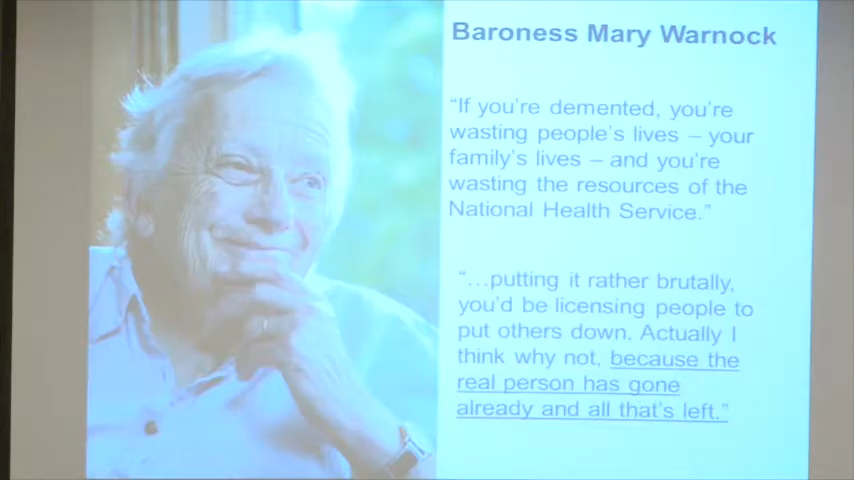 Baroness Mary Warnock
“If you’re demented, you’re
wasting people’s lives – your
family’s lives – and you’re
wasting the resources of the
National Health Service.”
“…putting it rather brutally,
you’d be licensing people to
put others down. Actually I
think why not, because the
real person has gone
already and all that’s left.”